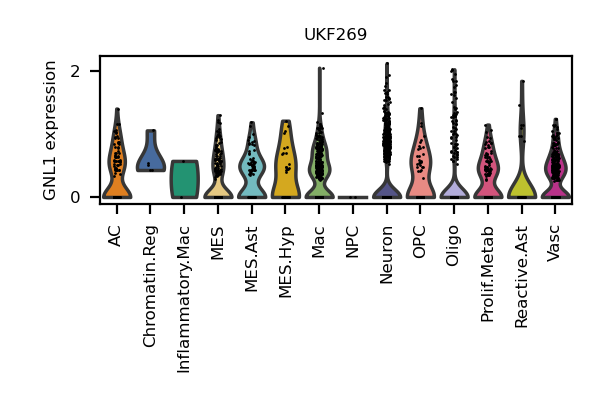 UKF269
GNL1 expression
2
0
AC
Chromatin.Reg
Inflammatory.Mac
MES
MES.Ast
MES.Hyp
Mac
NPC
Neuron
OPC
Oligo
Prolif.Metab
Reactive.Ast
Vasc